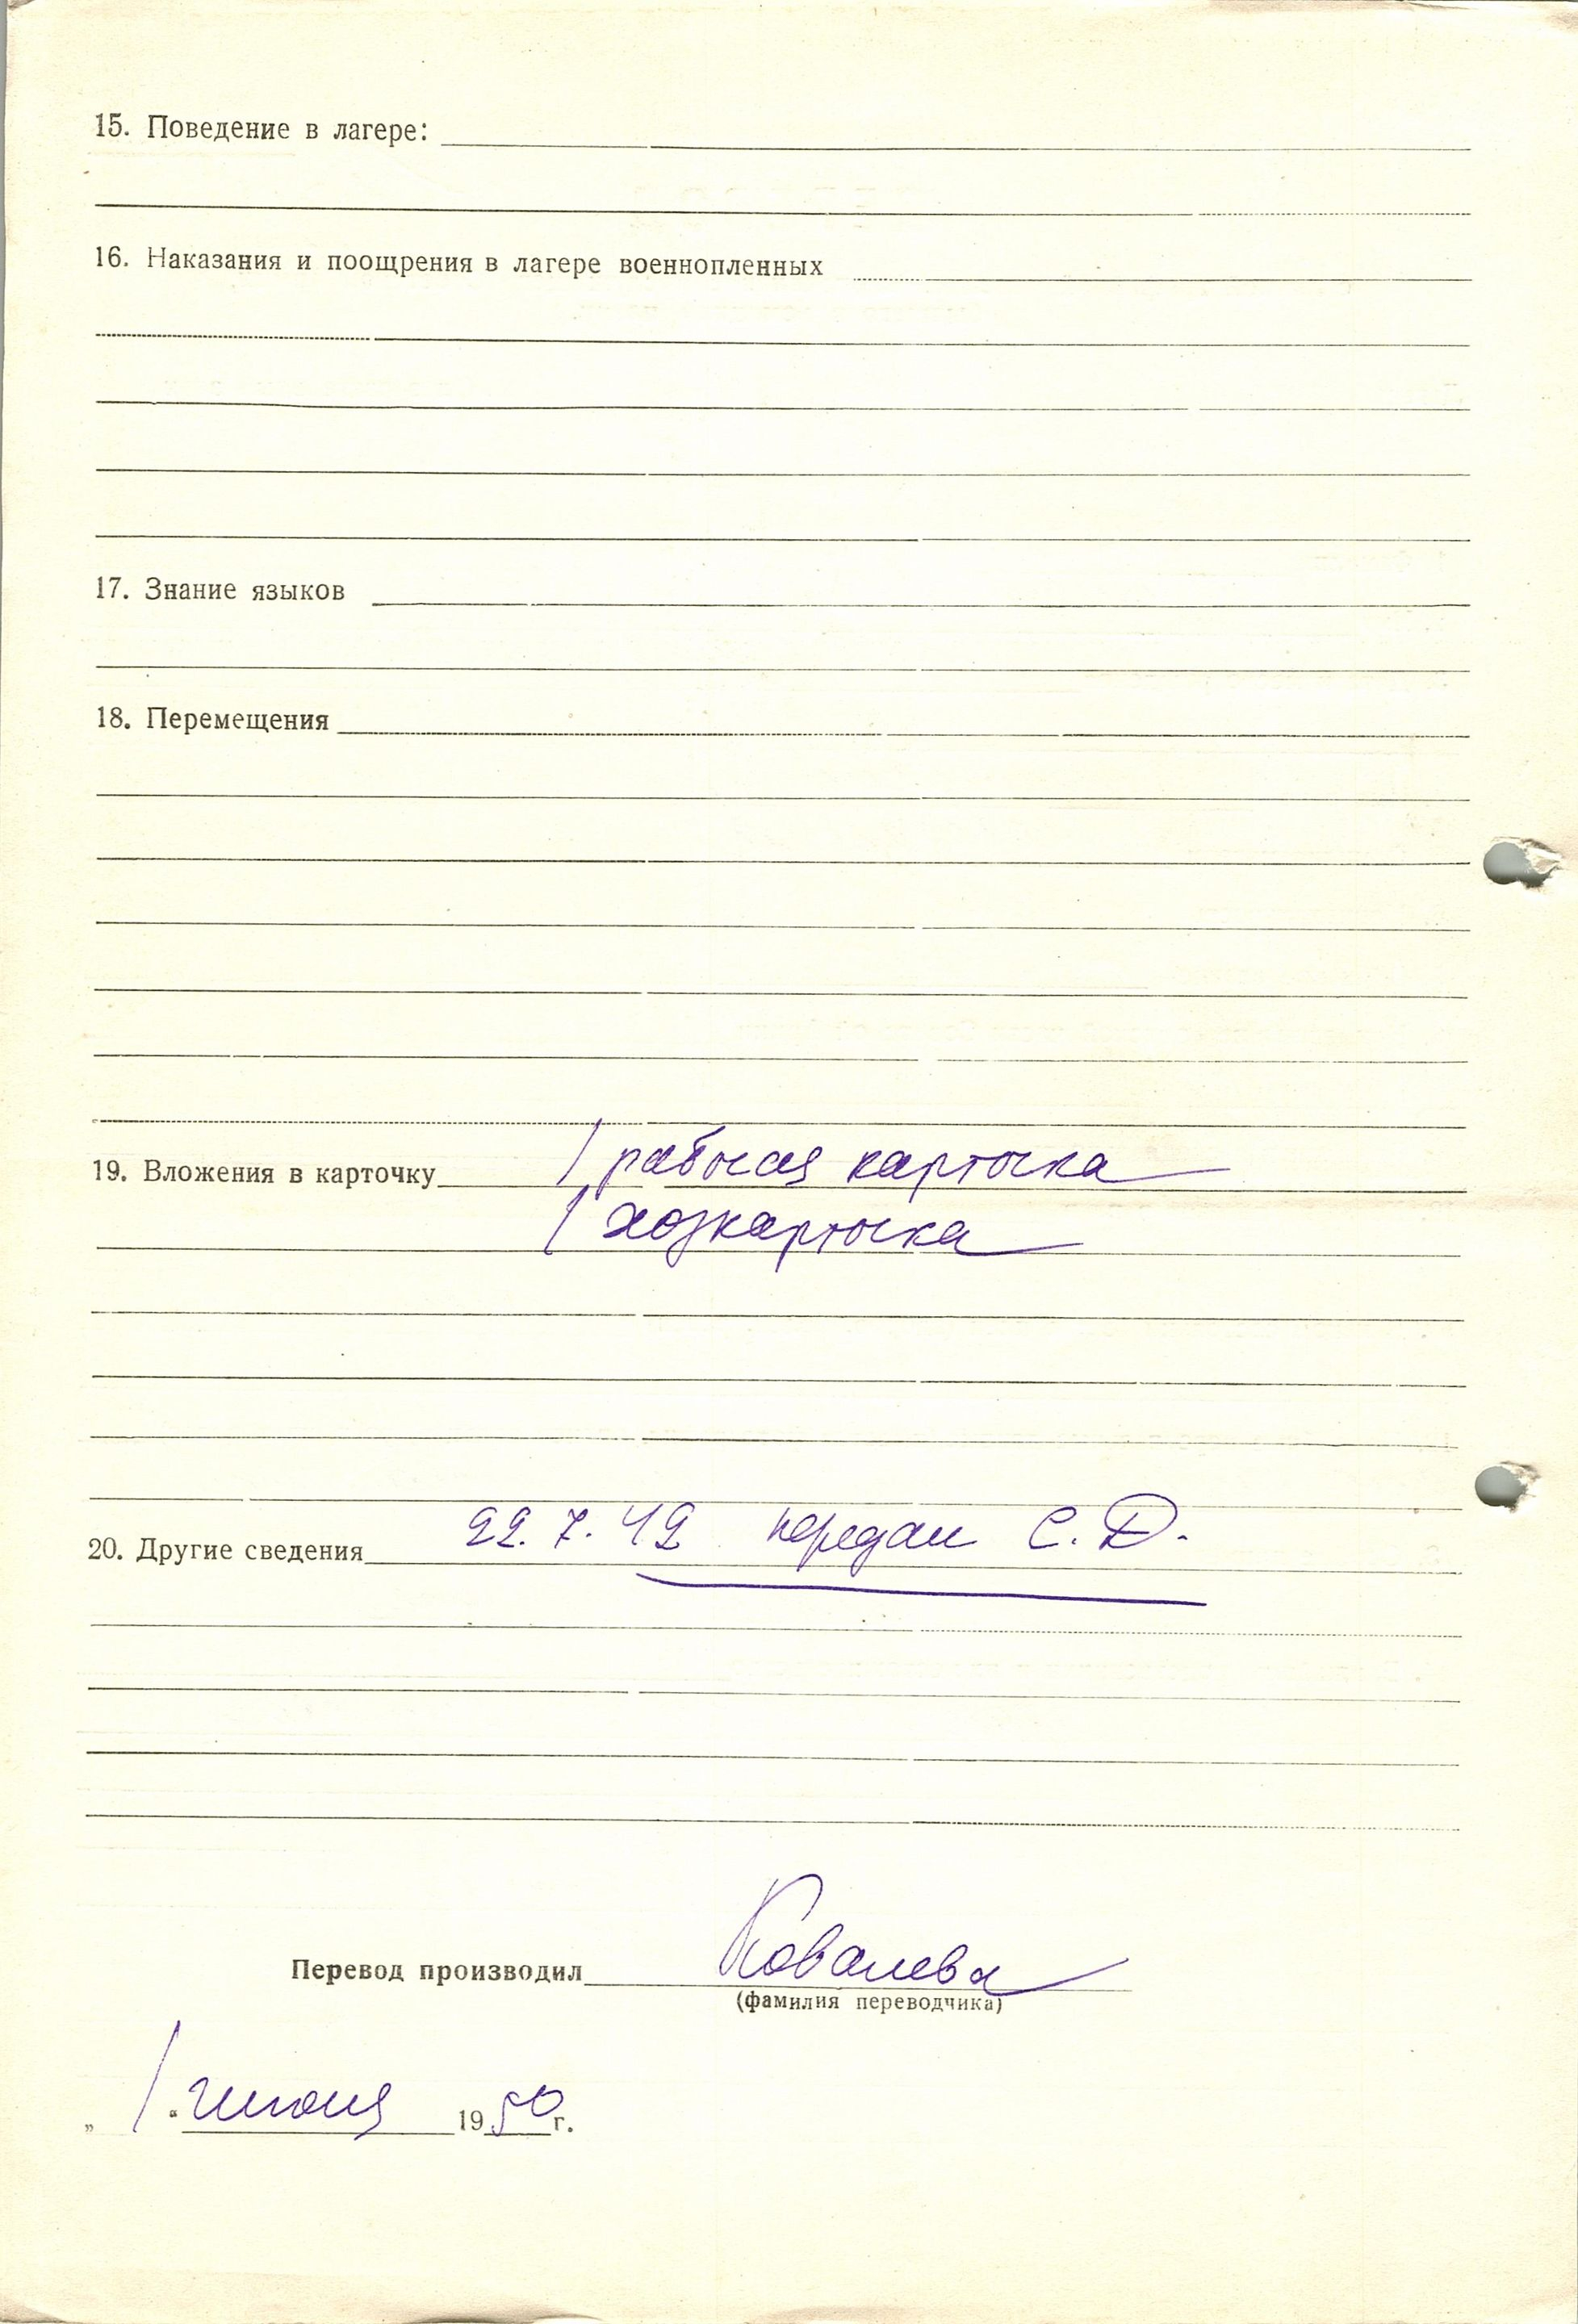 15. Поведение в лагере:
16. Наказания и поощрения в лагере военнопленных
17. Знание языков
18. Перемещения
19. Вложения в карточку 1 рабочая карточка
1 хозкарточка
20. Другие сведения 22. 7. 42 передан С. Д.
Перевод производил Ковалева
(фамилия переводчика)
„ 1 “ июня 1950 г.